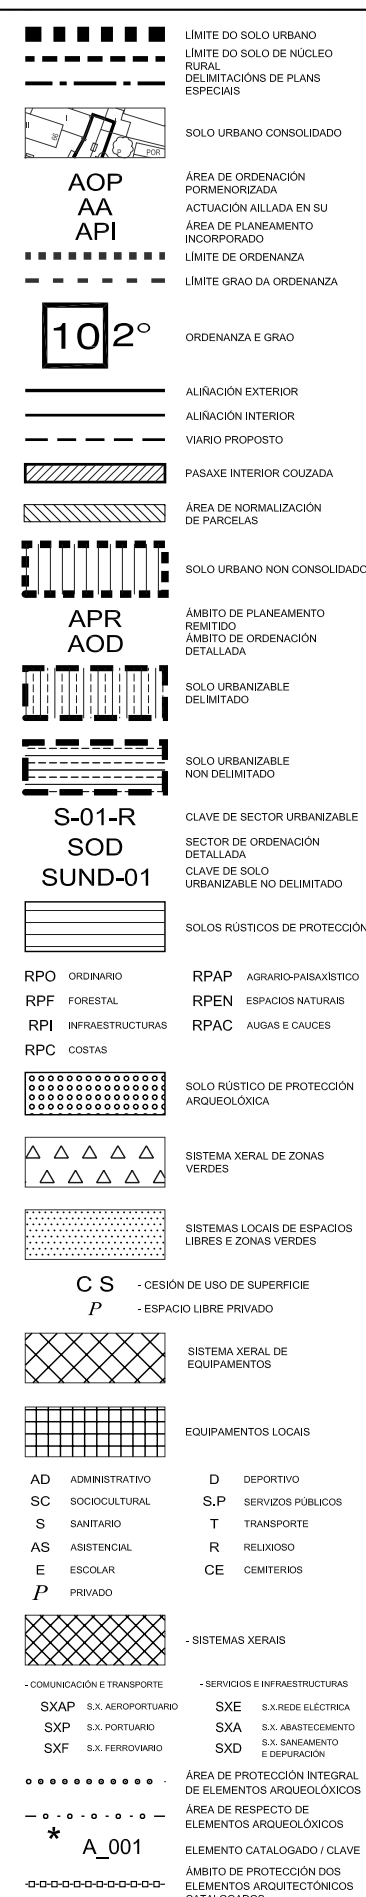 LÍMITE DO SOLO URBANO
LÍMITE DO SOLO DE NÚCLEO
RURAL
DELIMITACIÓNS DE PLANS
ESPECIAIS
II I
P POR
SOLO URBANO CONSOLIDADO
AOP ÁREA DE ORDENACIÓN
PORMENORIZADA
AA ACTUACIÓN AILLADA EN SU
API ÁREA DE PLANEAMENTO
INCORPORADO
LÍMITE DE ORDENANZA
LÍMITE GRAO DA ORDENANZA
10 2° ORDENANZA E GRAO
ALIÑACIÓN EXTERIOR
ALIÑACIÓN INTERIOR
VIARIO PROPOSTO
PASAXE INTERIOR COUZADA
ÁREA DE NORMALIZACIÓN
DE PARCELAS
SOLO URBANO NON CONSOLIDADO
APR ÁMBITO DE PLANEAMENTO
REMITIDO
AOD ÁMBITO DE ORDENACIÓN
DETALLADA
SOLO URBANIZABLE
DELIMITADO
SOLO URBANIZABLE
NON DELIMITADO
S-01-R CLAVE DE SECTOR URBANIZABLE
SOD SECTOR DE ORDENACIÓN
DETALLADA
SUND-01 CLAVE DE SOLO
URBANIZABLE NO DELIMITADO
SOLOS RÚSTICOS DE PROTECCIÓN
RPO ORDINARIO RPAP AGRARIO-PAISAXÍSTICO
RPF FORESTAL RPEN ESPACIOS NATURAIS
RPI INFRAESTRUCTURAS RPAC AUGAS E CAUCES
RPC COSTAS
SOLO RÚSTICO DE PROTECCIÓN
ARQUEOLÓXICA
SISTEMA XERAL DE ZONAS
VERDES
SISTEMAS LOCAIS DE ESPACIOS
LIBRES E ZONAS VERDES
C S - CESIÓN DE USO DE SUPERFICIE
P - ESPACIO LIBRE PRIVADO
SISTEMA XERAL DE
EQUIPAMENTOS
EQUIPAMENTOS LOCAIS
AD ADMINISTRATIVO D DEPORTIVO
SC SOCIOCULTURAL S.P SERVIZOS PÚBLICOS
S SANITARIO T TRANSPORTE
AS ASISTENCIAL R RELIXIOSO
E ESCOLAR CE CEMITERIOS
P PRIVADO
- SISTEMAS XERAIS
- COMUNICACIÓN E TRANSPORTE - SERVICIOS E INFRAESTRUCTURAS
SXAP S.X. AEROPORTUARIO SXE S.X.REDE ELÉCTRICA
SXP S.X. PORTUARIO SXA S.X. ABASTECEMENTO
SXF S.X. FERROVIARIO SXD S.X. SANEAMENTO
E DEPURACIÓN
ÁREA DE PROTECCIÓN INTEGRAL
DE ELEMENTOS ARQUEOLÓXICOS
ÁREA DE RESPECTO DE
ELEMENTOS ARQUEOLÓXICOS
* A_001 ELEMENTO CATALOGADO / CLAVE
ÁMBITO DE PROTECCIÓN DOS
ELEMENTOS ARQUITECTÓNICOS
CATALOGADOS